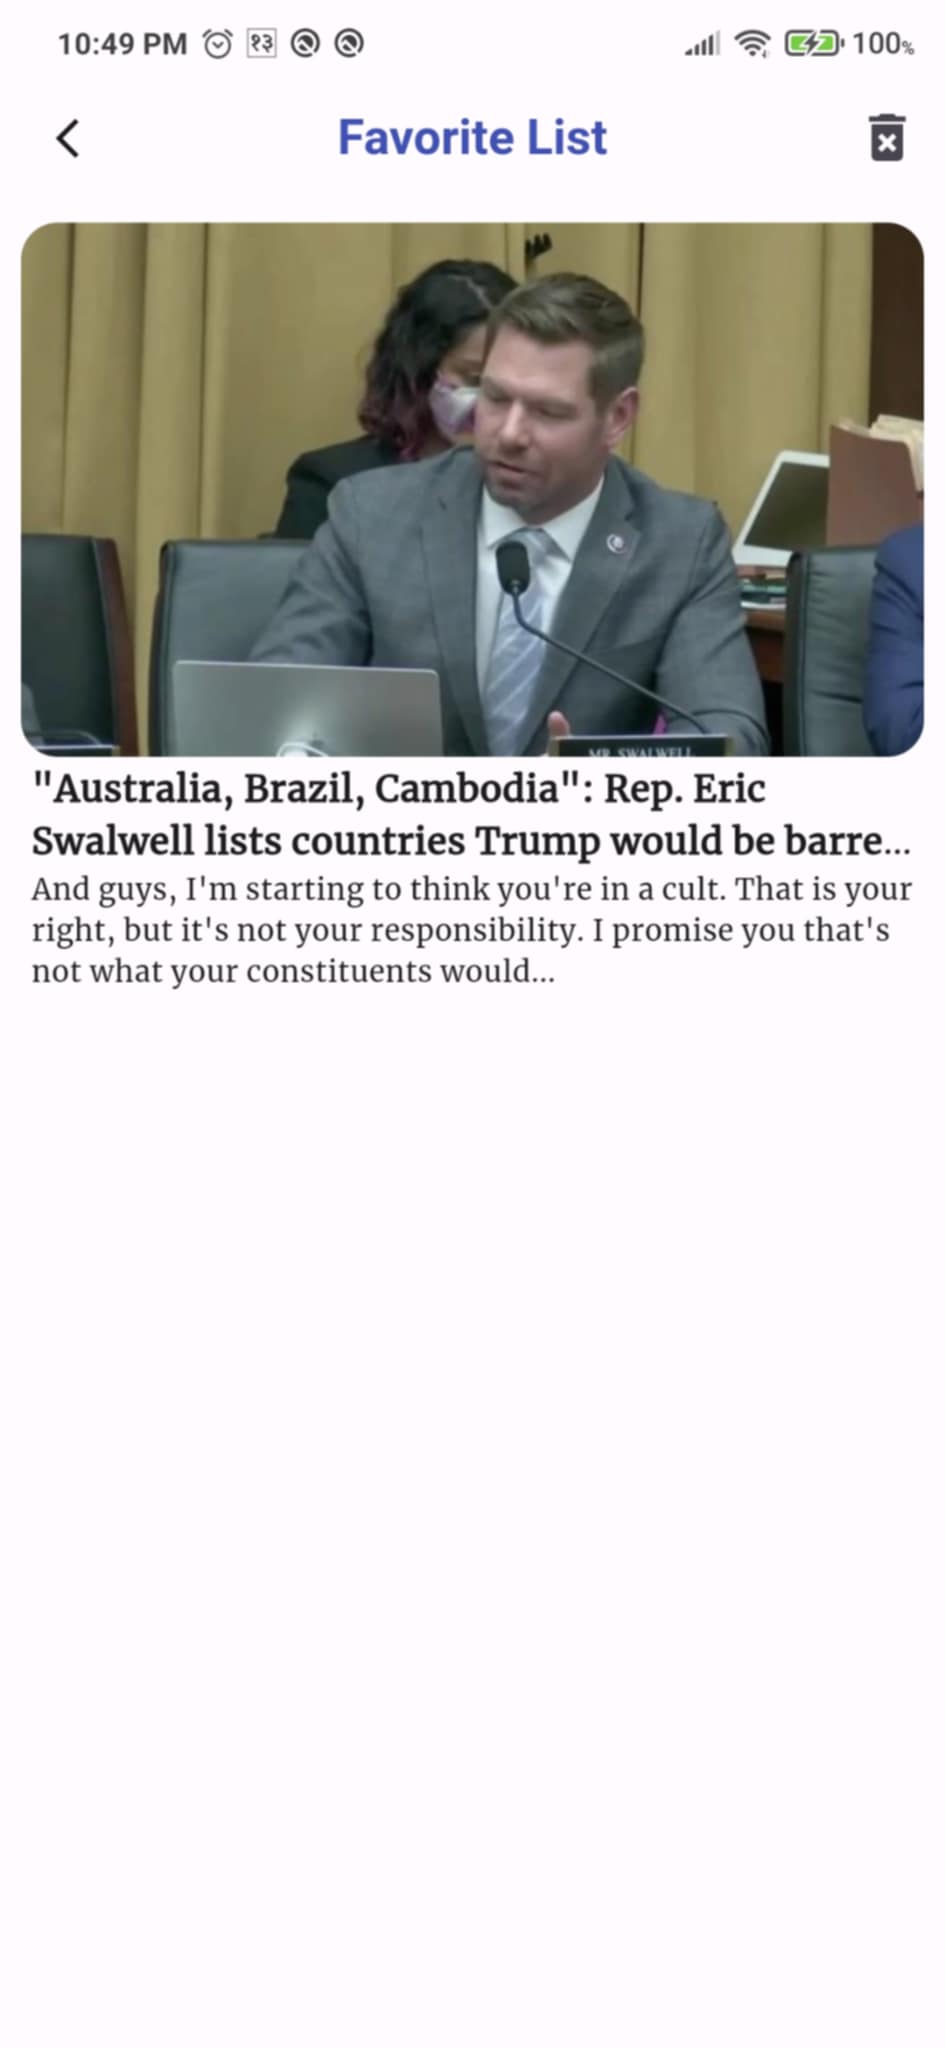 10:49 PM १३ 100%
Favorite List
MR. SWALWELL
"Australia, Brazil, Cambodia": Rep. Eric
Swalwell lists countries Trump would be barre...
And guys, I'm starting to think you're in a cult. That is your
right, but it's not your responsibility. I promise you that's
not what your constituents would...